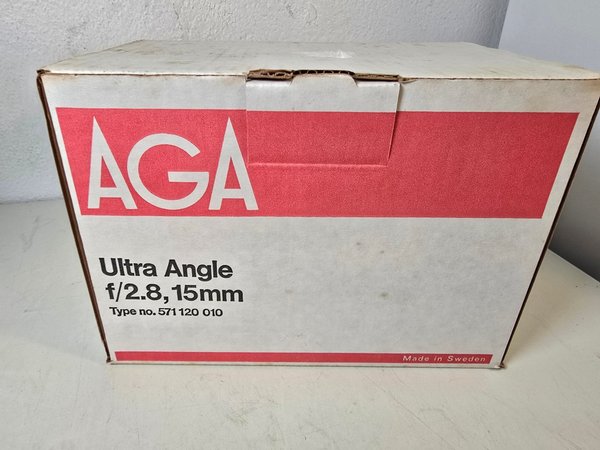 AGA
Ultra Angle
f/2.8, 15mm
Type no. 571 120 010
Made in Sweden